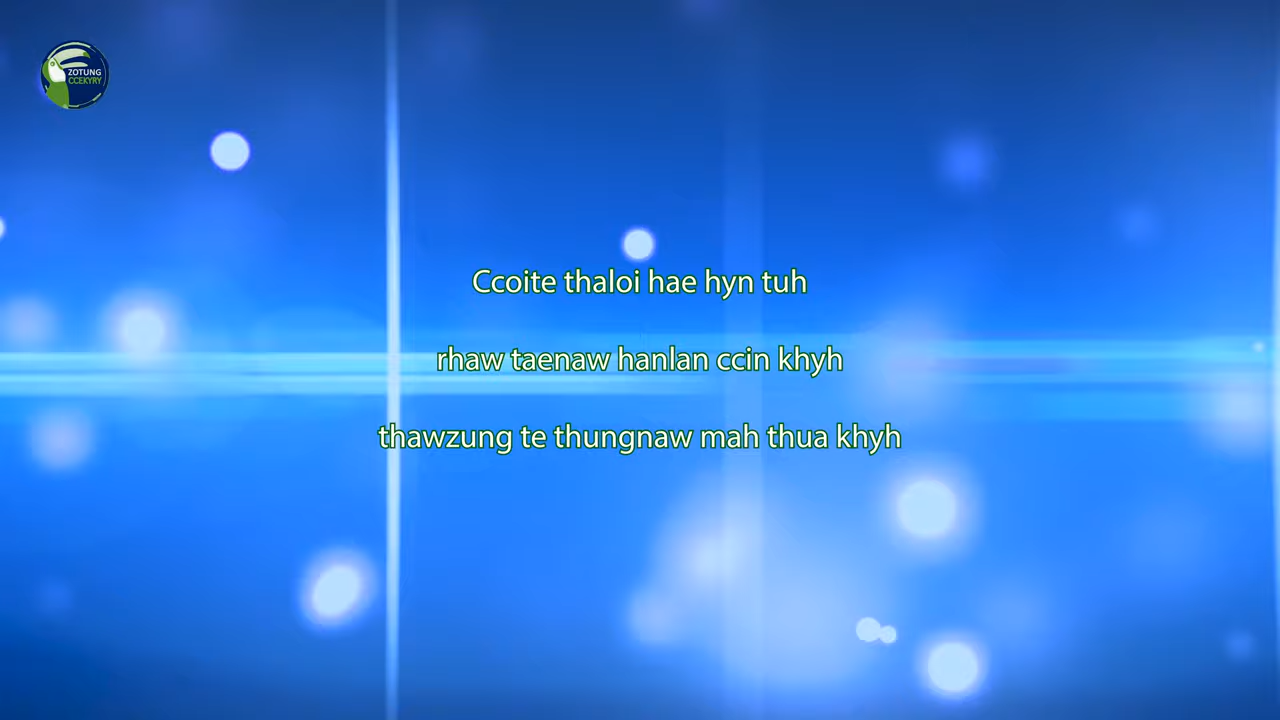 ZOTUNG
CCEKYRY
Ccoite thaloi hae hyn tuh
rhaw taenaw hanlan ccin khyh
thawzung te thungnaw mah thua khyh